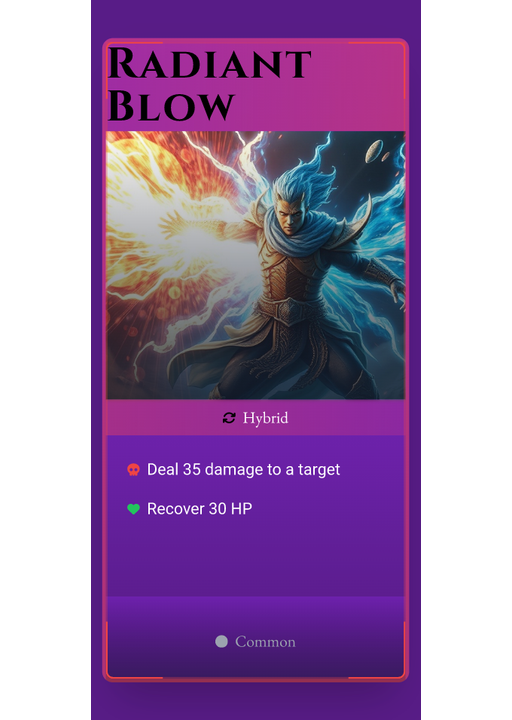 Radiant
Blow
Hybrid
Deal 35 damage to a target
Recover 30 HP
Common